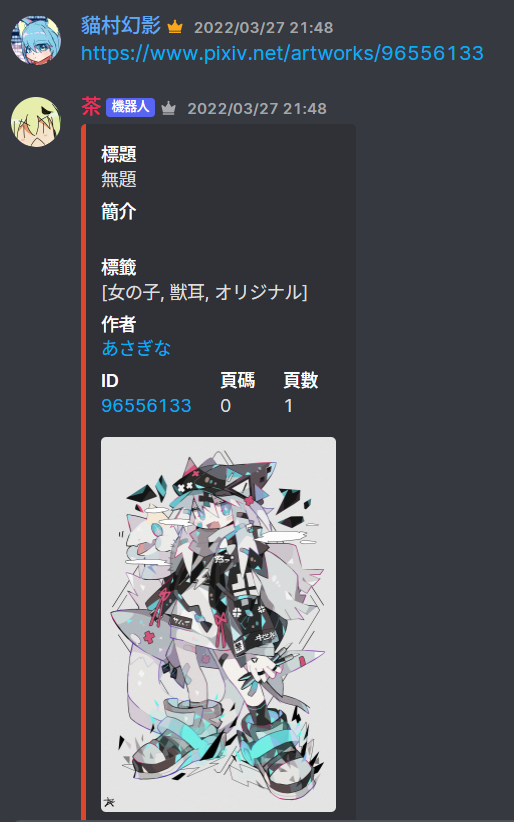 貓村幻影 2022/03/27 21:48
https://www.pixiv.net/artworks/96556133
茶 機器人 2022/03/27 21:48
標題
無題
簡介
標籤
[女の子, 獣耳, オリジナル]
作者
あさぎな
ID 頁碼 頁數
96556133 0 1